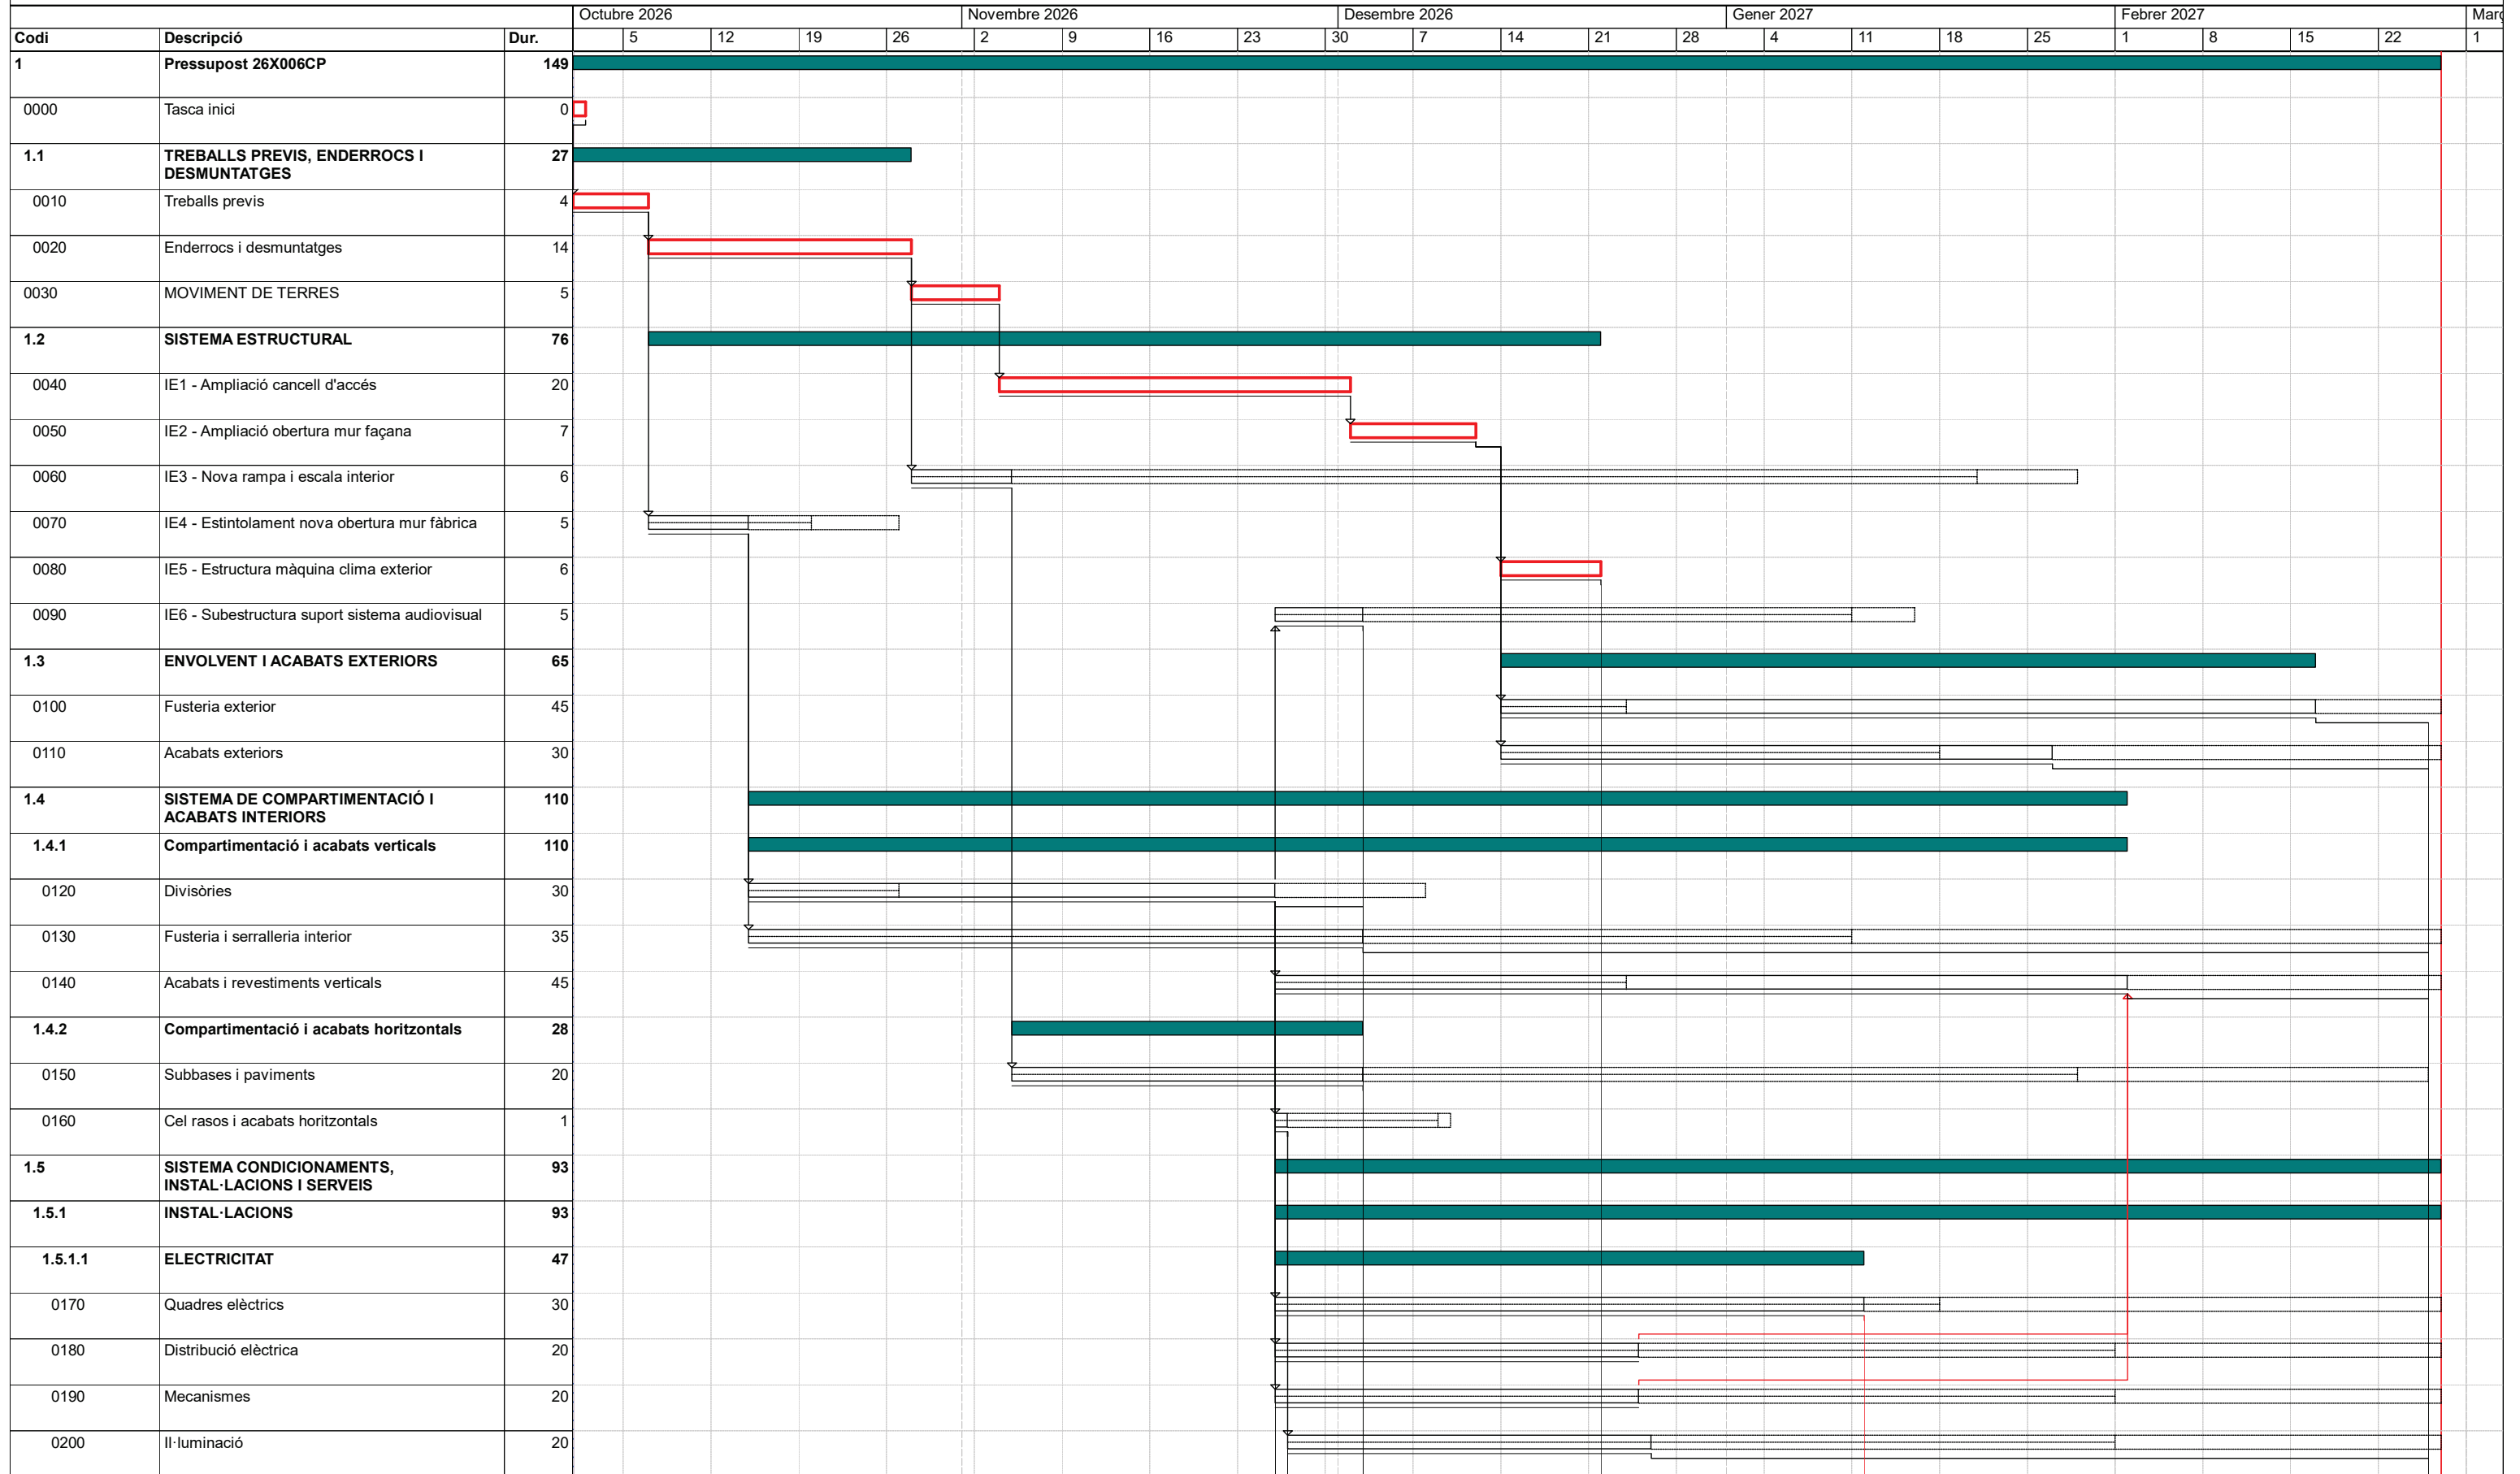 Octubre 2026 Novembre 2026 Desembre 2026 Gener 2027 Febrer 2027
Codi Descripció Dur. 5 12 19 26 2 9 16 23 30 7 14 21 28 4 11 18 25 1 8 15 22 1
1 Pressupost 26X006CP 149
0000 Tasca inici 0
1.1 TREBALLS PREVIS, ENDERROCS I 27
DESMUNTATGES
0010 Treballs previs 4
0020 Enderrocs i desmuntatges 14
0030 MOVIMENT DE TERRES 5
1.2 SISTEMA ESTRUCTURAL 76
0040 IE1 - Ampliació cancell d'accés 20
0050 IE2 - Ampliació obertura mur façana 7
0060 IE3 - Nova rampa i escala interior 6
0070 IE4 - Estintolament nova obertura mur fàbrica 5
0080 IE5 - Estructura màquina clima exterior 6
0090 IE6 - Subestructura suport sistema audiovisual 5
1.3 ENVOLVENT I ACABATS EXTERIORS 65
0100 Fusteria exterior 45
0110 Acabats exteriors 30
1.4 SISTEMA DE COMPARTIMENTACIÓ I 110
ACABATS INTERIORS
1.4.1 Compartimentació i acabats verticals 110
0120 Divisòries 30
0130 Fusteria i serralleria interior 35
0140 Acabats i revestiments verticals 45
1.4.2 Compartimentació i acabats horitzontals 28
0150 Subbases i paviments 20
0160 Cel rasos i acabats horitzontals 1
1.5 SISTEMA CONDICIONAMENTS, 93
INSTAL·LACIONS I SERVEIS
1.5.1 INSTAL·LACIONS 93
1.5.1.1 ELECTRICITAT 47
0170 Quadres elèctrics 30
0180 Distribució elèctrica 20
0190 Mecanismes 20
0200 Il·luminació 20